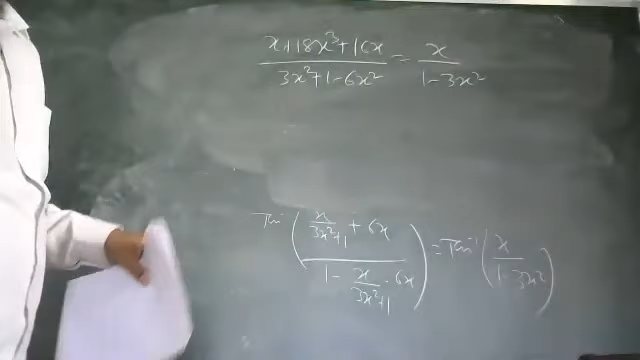 x+18x³+6x / 3x²+1-6x² = x / 1-3x²
Tan⁻¹ ( (x / 3x²+1 + 6x) / (1 - x / 3x²+1 · 6x) ) = Tan⁻¹ ( x / 1-3x² )